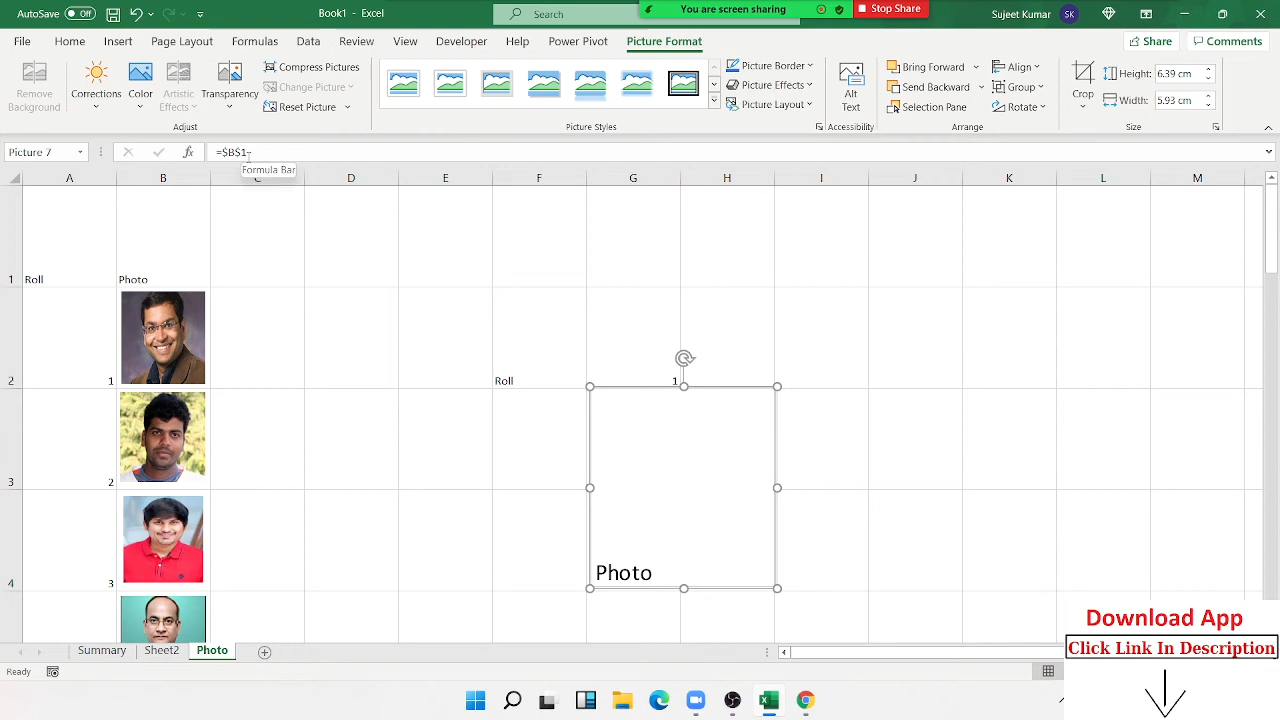 AutoSave Off
Book1 - Excel
Search
You are screen sharing
Stop Share
Sujeet Kumar
SK
File Home Insert Page Layout Formulas Data Review View Developer Help Power Pivot Picture Format
Share
Comments
Remove Background
Corrections
Color
Artistic Effects
Transparency
Compress Pictures
Change Picture
Reset Picture
Adjust
Picture Styles
Picture Border
Picture Effects
Picture Layout
Alt Text
Accessibility
Bring Forward
Send Backward
Selection Pane
Align
Group
Rotate
Arrange
Crop
Height: 6.39 cm
Width: 5.93 cm
Size
Picture 7
fx
=$B$1
Formula Bar
A B C D E F G H I J K L M
1 Roll Photo
2 1 Roll 1
3 2
4 3
Photo
Summary Sheet2 Photo
Ready
Download App
Click Link In Description